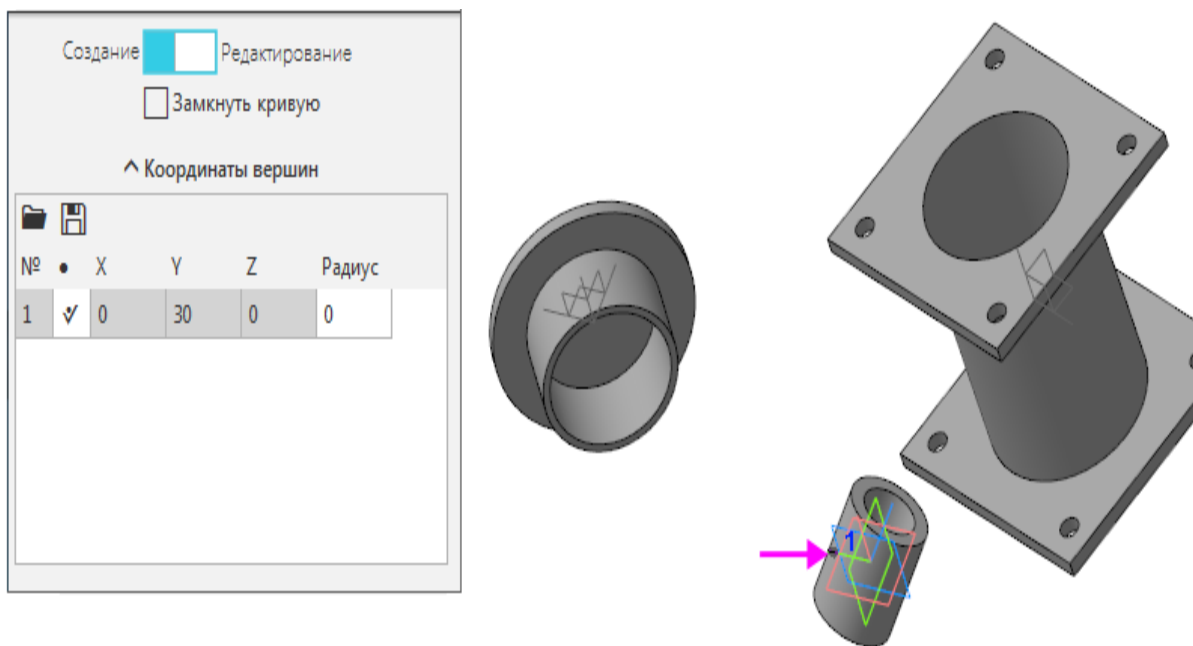 Создание Редактирование
Замкнуть кривую
Координаты вершин
№ • X Y Z Радиус
1 0 30 0 0
1